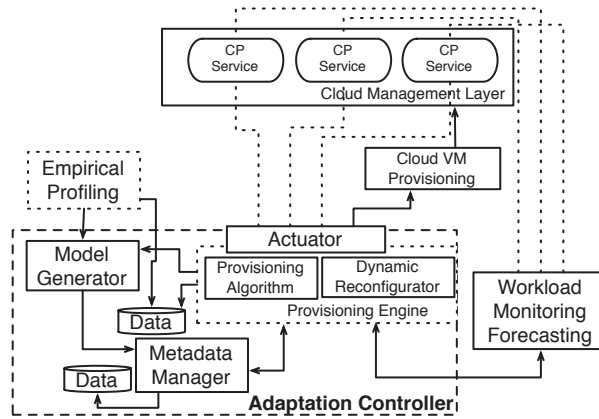 CP
Service
CP
Service
CP
Service
Cloud Management Layer
Empirical
Profiling
Cloud VM
Provisioning
Actuator
Model
Generator
Provisioning
Algorithm
Dynamic
Reconfigurator
Provisioning Engine
Workload
Monitoring
Forecasting
Data
Metadata
Manager
Data
Adaptation Controller